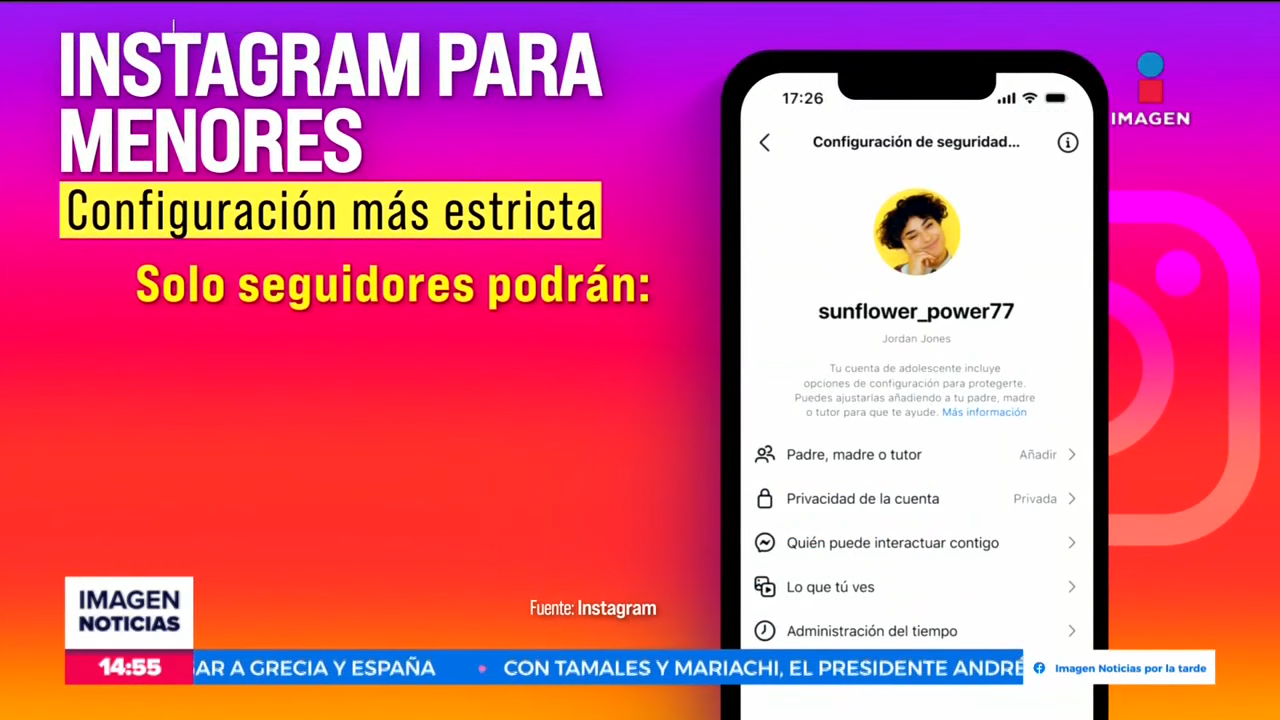 INSTAGRAM PARA
MENORES
Configuración más estricta
Solo seguidores podrán:
17:26
Configuración de seguridad...
sunflower_power77
Jordan Jones
Tu cuenta de adolescente incluye
opciones de configuración para protegerte.
Puedes ajustarlas añadiendo a tu padre, madre
o tutor para que te ayude. Más información
Padre, madre o tutor Añadir
Privacidad de la cuenta Privada
Quién puede interactuar contigo
Lo que tú ves
Administración del tiempo
IMAGEN
Fuente: Instagram
IMAGEN
NOTICIAS
14:55
GAR A GRECIA Y ESPAÑA • CON TAMALES Y MARIACHI, EL PRESIDENTE ANDRÉ
Imagen Noticias por la tarde